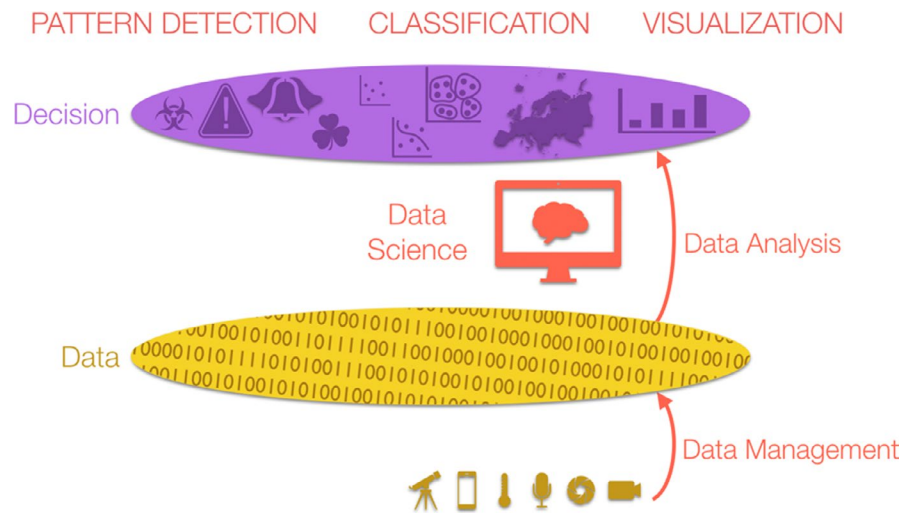 PATTERN DETECTION CLASSIFICATION VISUALIZATION
Decision
Data
Science
Data Analysis
Data
Data Management